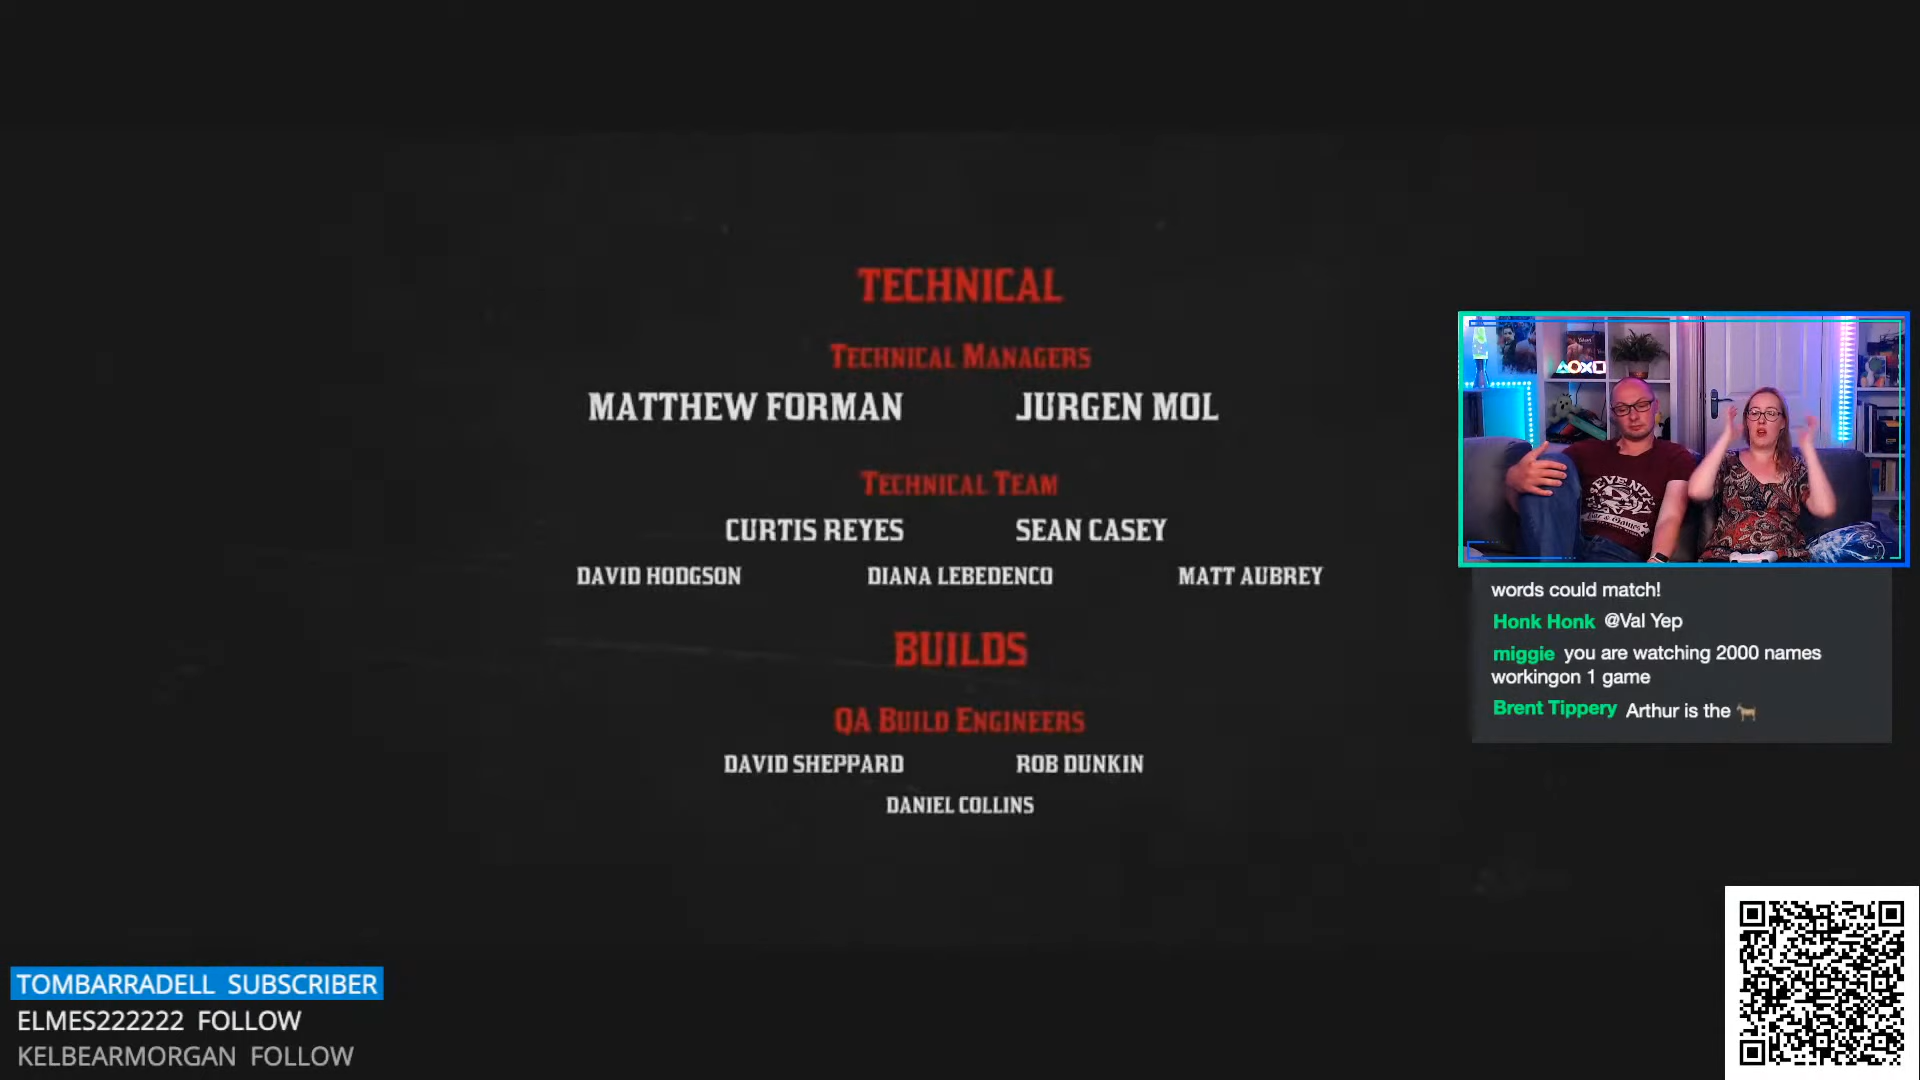 TECHNICAL
TECHNICAL MANAGERS
MATTHEW FORMAN JURGEN MOL
TECHNICAL TEAM
CURTIS REYES SEAN CASEY
DAVID HODGSON DIANA LEBEDENCO MATT AUBREY
BUILDS
QA BUILD ENGINEERS
DAVID SHEPPARD ROB DUNKIN
DANIEL COLLINS
SEVENTY
words could match!
Honk Honk @Val Yep
miggie you are watching 2000 names
workingon 1 game
Brent Tippery Arthur is the 🐐
TOMBARRADELL SUBSCRIBER
ELMES222222 FOLLOW
KELBEARMORGAN FOLLOW